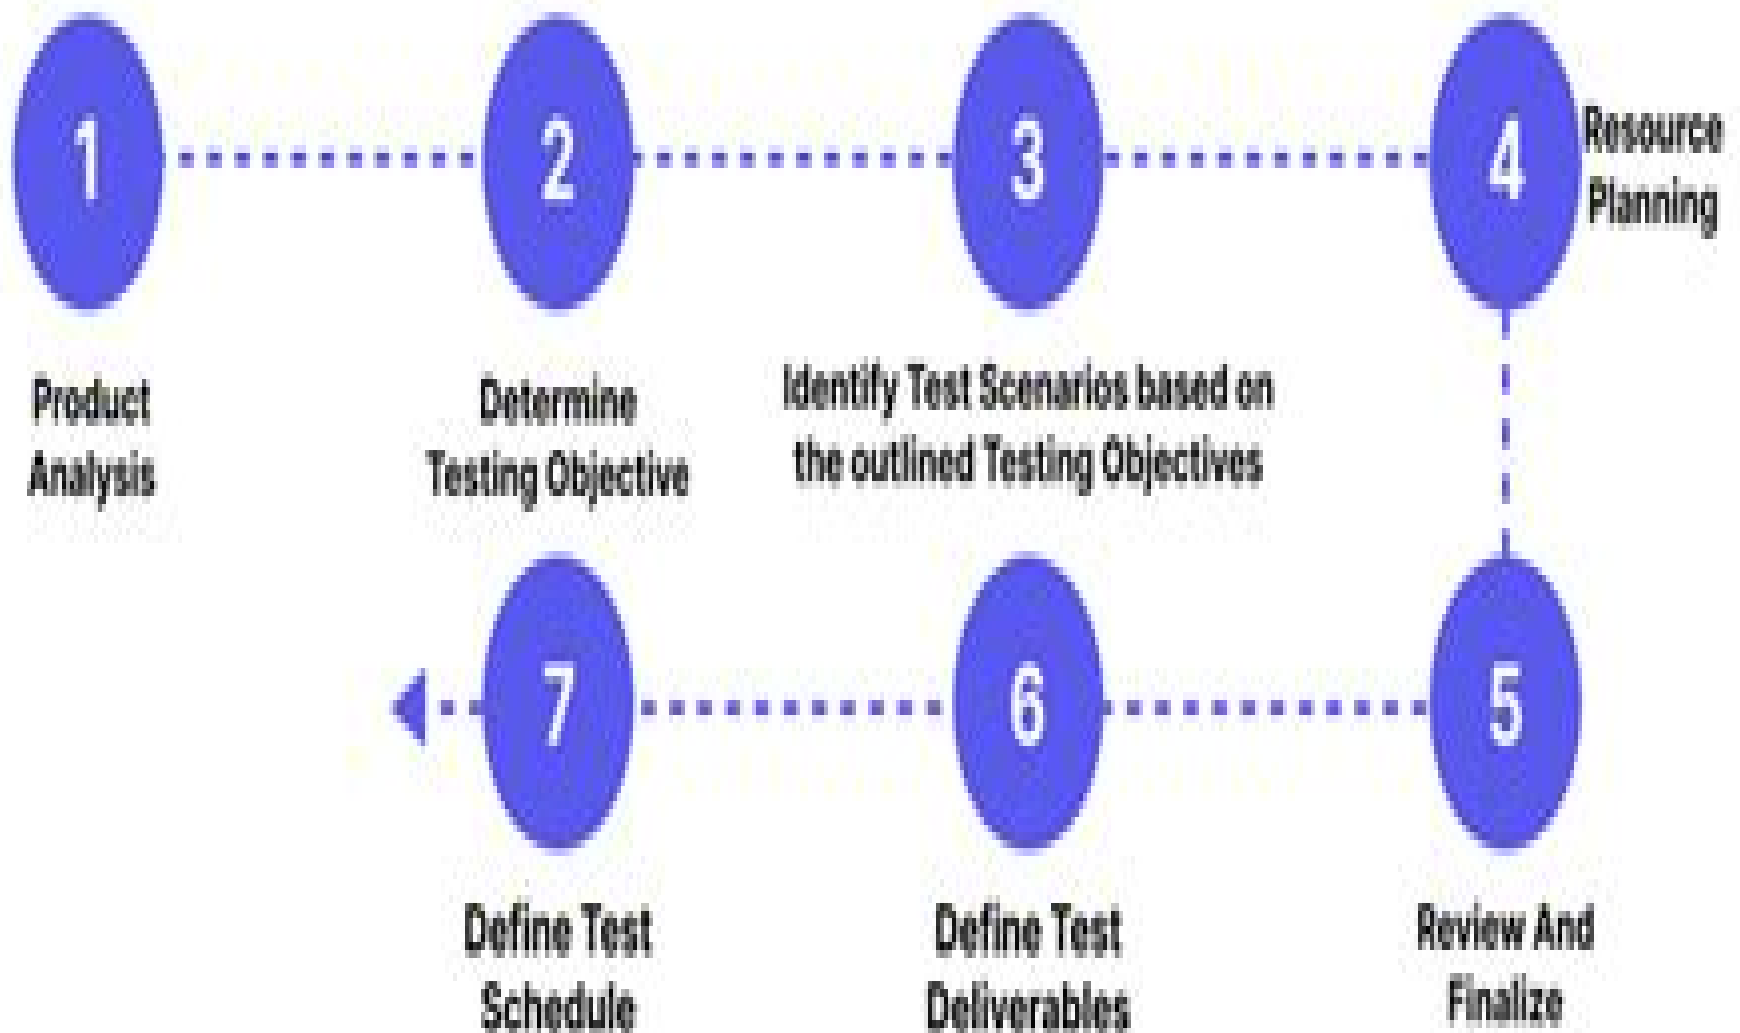 1
2
3
4
Resource
Planning
Product
Analysis
Determine
Testing Objective
Identify Test Scenarios based on
the outlined Testing Objectives
7
6
5
Define Test
Schedule
Define Test
Deliverables
Review And
Finalize